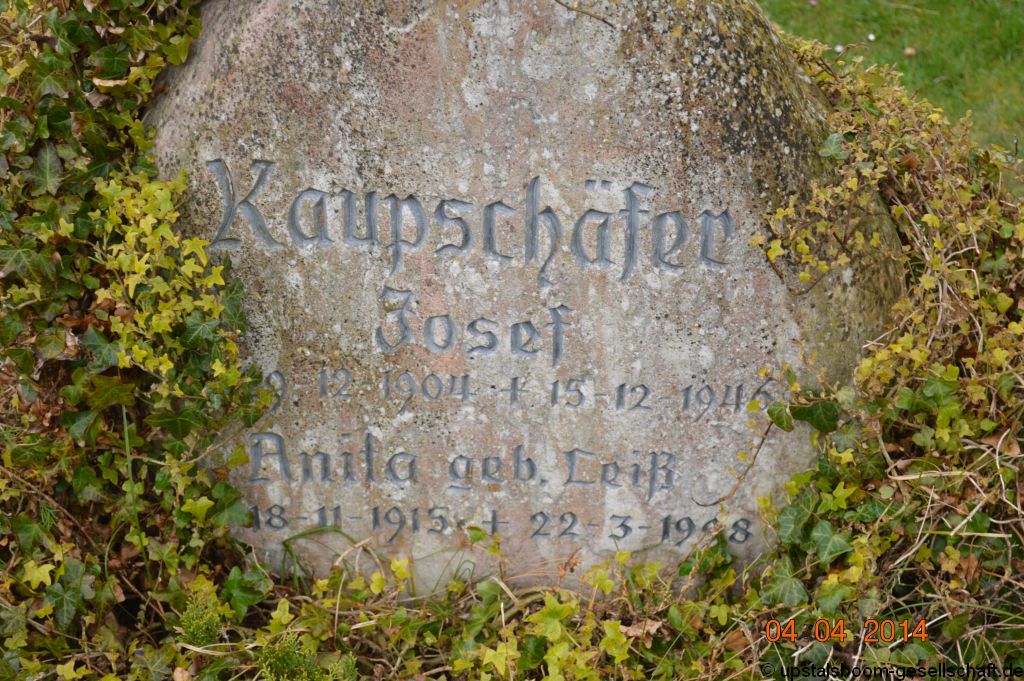 Kaupschäfer
Josef
9-12-1904 + 15-12-1946
Anita geb. Leiß
18-11-1915 + 22-3-1998
04 04 2014
© upstalsboom-gesellschaft.de